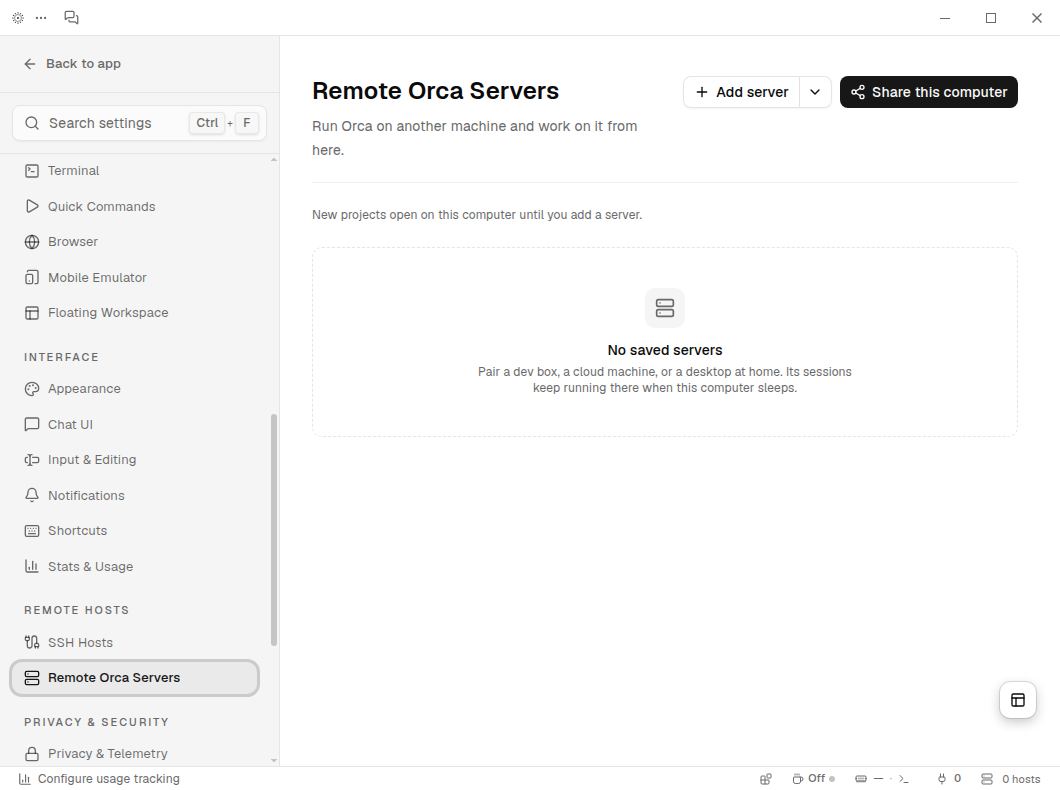 Back to app
Search settings
Ctrl + F
Terminal
Quick Commands
Browser
Mobile Emulator
Floating Workspace
INTERFACE
Appearance
Chat UI
Input & Editing
Notifications
Shortcuts
Stats & Usage
REMOTE HOSTS
SSH Hosts
Remote Orca Servers
PRIVACY & SECURITY
Privacy & Telemetry
Remote Orca Servers
Add server
Share this computer
Run Orca on another machine and work on it from
here.
New projects open on this computer until you add a server.
No saved servers
Pair a dev box, a cloud machine, or a desktop at home. Its sessions
keep running there when this computer sleeps.
Configure usage tracking
Off
— ·
0
0 hosts